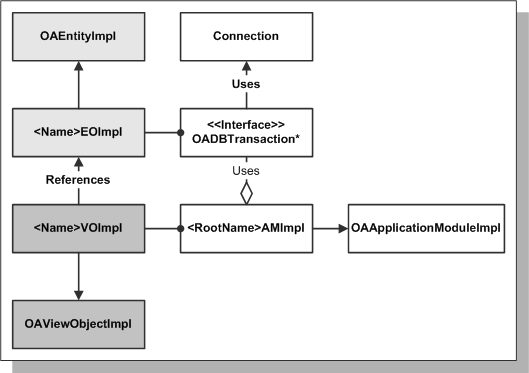 OAEntityImpl
Connection
Uses
<Name>EOImpl
<<Interface>>
OADBTransaction*
References
Uses
<Name>VOImpl
<RootName>AMImpl
OAApplicationModuleImpl
OAViewObjectImpl